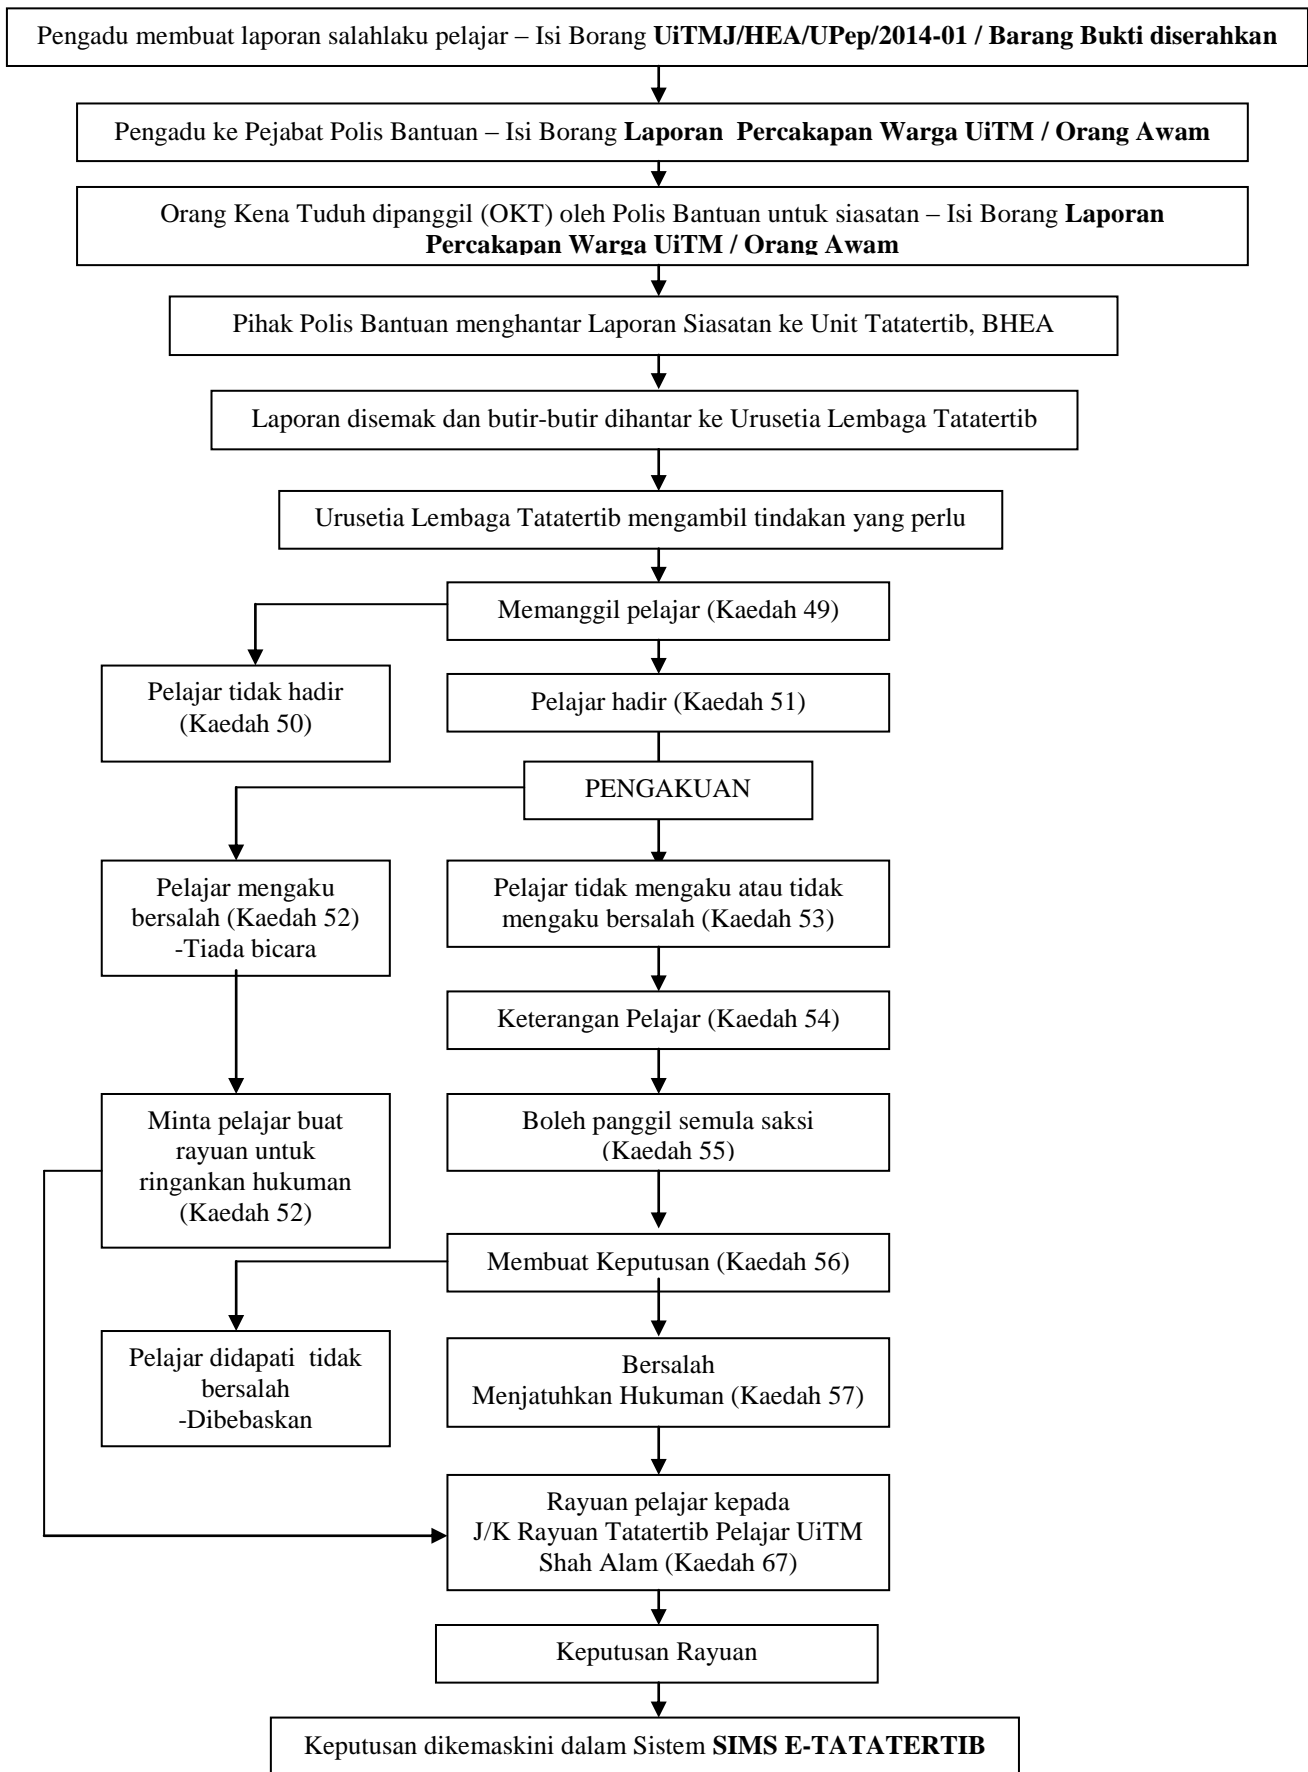 Pengadu membuat laporan salahlaku pelajar – Isi Borang UiTMJ/HEA/UPep/2014-01 / Barang Bukti diserahkan
Pengadu ke Pejabat Polis Bantuan – Isi Borang Laporan Percakapan Warga UiTM / Orang Awam
Orang Kena Tuduh dipanggil (OKT) oleh Polis Bantuan untuk siasatan – Isi Borang Laporan
Percakapan Warga UiTM / Orang Awam
Pihak Polis Bantuan menghantar Laporan Siasatan ke Unit Tatatertib, BHEA
Laporan disemak dan butir-butir dihantar ke Urusetia Lembaga Tatatertib
Urusetia Lembaga Tatatertib mengambil tindakan yang perlu
Memanggil pelajar (Kaedah 49)
Pelajar tidak hadir
(Kaedah 50)
Pelajar hadir (Kaedah 51)
PENGAKUAN
Pelajar mengaku
bersalah (Kaedah 52)
-Tiada bicara
Pelajar tidak mengaku atau tidak
mengaku bersalah (Kaedah 53)
Keterangan Pelajar (Kaedah 54)
Minta pelajar buat
rayuan untuk
ringankan hukuman
(Kaedah 52)
Boleh panggil semula saksi
(Kaedah 55)
Membuat Keputusan (Kaedah 56)
Pelajar didapati tidak
bersalah
-Dibebaskan
Bersalah
Menjatuhkan Hukuman (Kaedah 57)
Rayuan pelajar kepada
J/K Rayuan Tatatertib Pelajar UiTM
Shah Alam (Kaedah 67)
Keputusan Rayuan
Keputusan dikemaskini dalam Sistem SIMS E-TATATERTIB